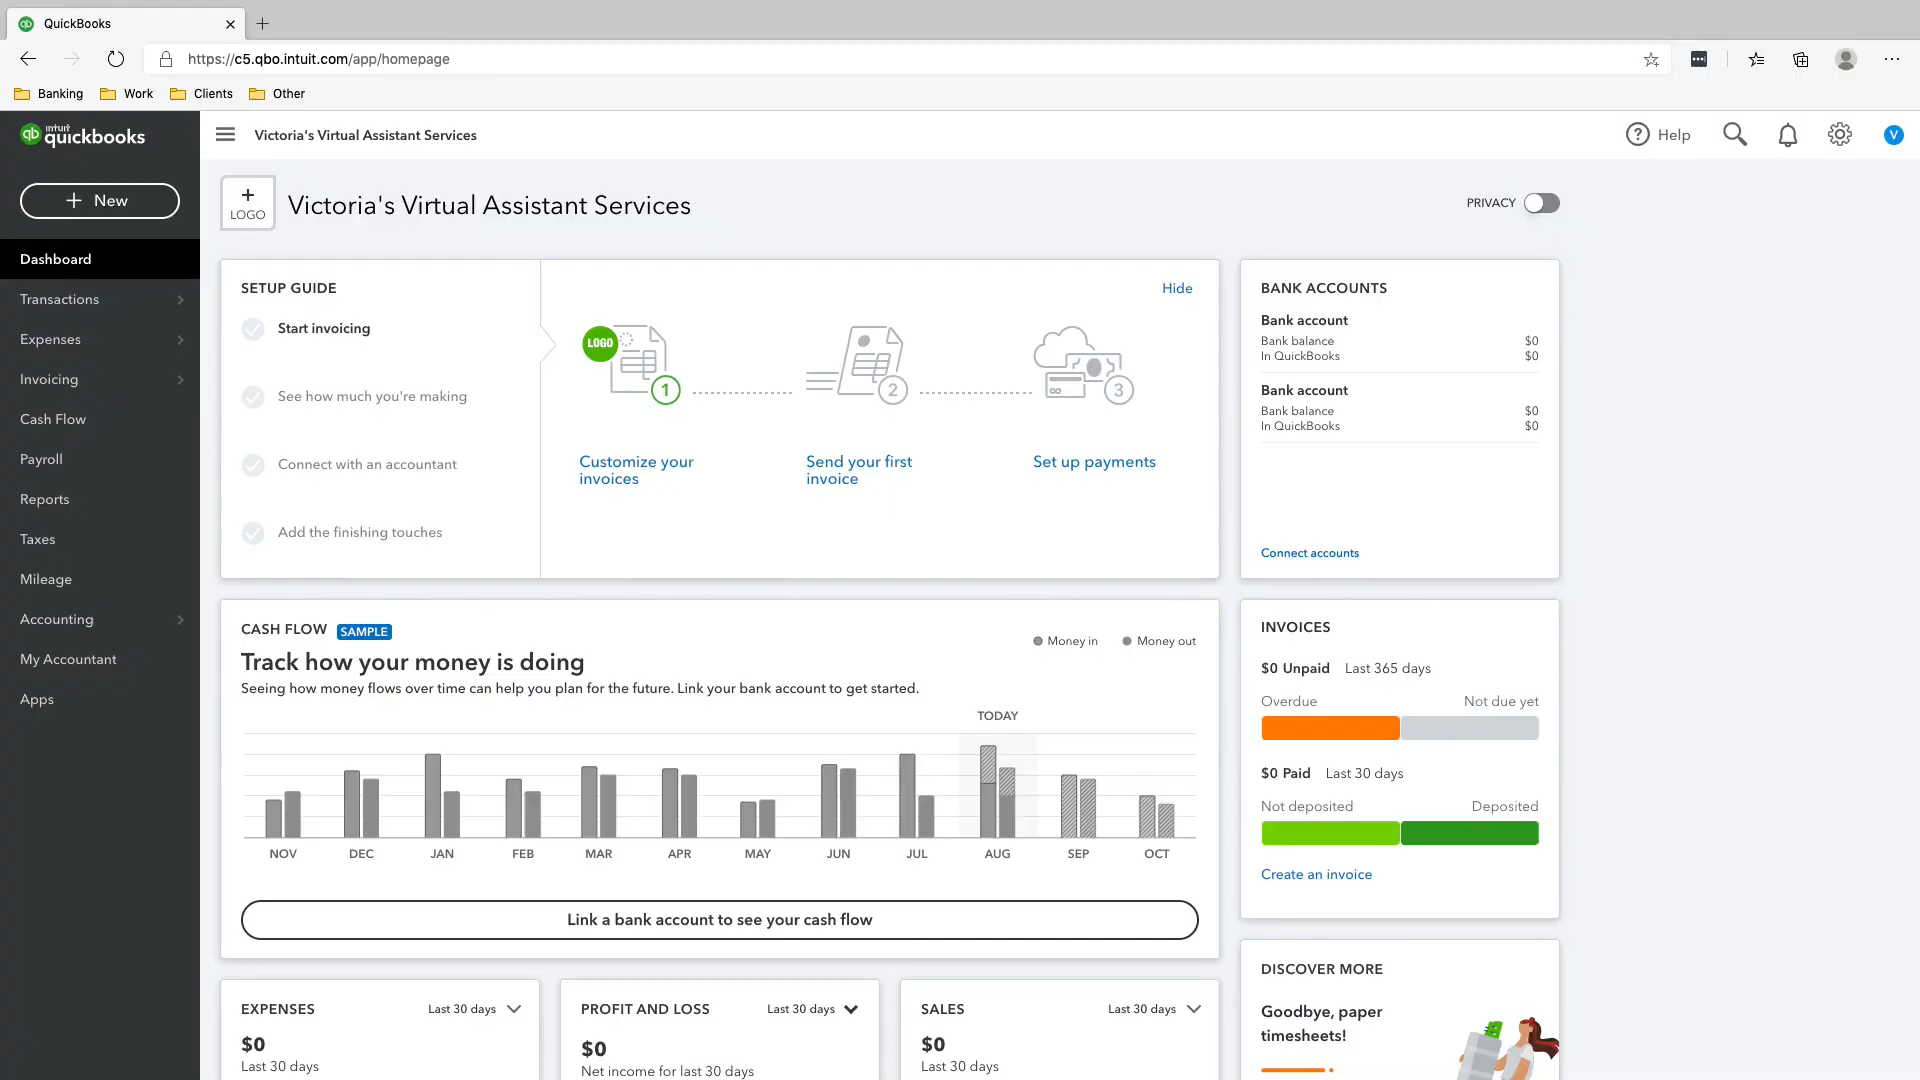 QuickBooks
https://c5.qbo.intuit.com/app/homepage
Banking
Work
Clients
Other
intuit
quickbooks
Victoria's Virtual Assistant Services
Help
V
New
Dashboard
Transactions
Expenses
Invoicing
Cash Flow
Payroll
Reports
Taxes
Mileage
Accounting
My Accountant
Apps
+
LOGO
Victoria's Virtual Assistant Services
PRIVACY
SETUP GUIDE
Hide
Start invoicing
See how much you're making
Connect with an accountant
Add the finishing touches
LOGO
1
2
3
Customize your
invoices
Send your first
invoice
Set up payments
BANK ACCOUNTS
Bank account
Bank balance $0
In QuickBooks $0
Bank account
Bank balance $0
In QuickBooks $0
Connect accounts
CASH FLOW SAMPLE
Money in Money out
Track how your money is doing
Seeing how money flows over time can help you plan for the future. Link your bank account to get started.
TODAY
NOV DEC JAN FEB MAR APR MAY JUN JUL AUG SEP OCT
Link a bank account to see your cash flow
INVOICES
$0 Unpaid Last 365 days
Overdue Not due yet
$0 Paid Last 30 days
Not deposited Deposited
Create an invoice
EXPENSES Last 30 days
$0
Last 30 days
PROFIT AND LOSS Last 30 days
$0
Net income for last 30 days
SALES Last 30 days
$0
Last 30 days
DISCOVER MORE
Goodbye, paper
timesheets!